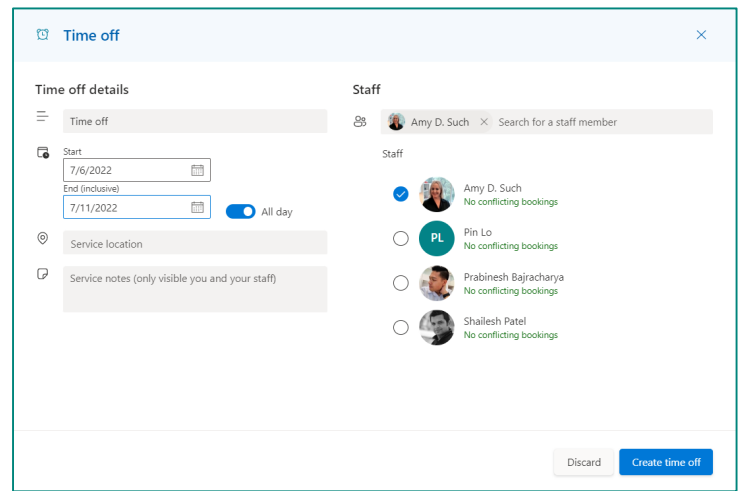 Time off
Time off details
Time off
Start
7/6/2022
End (inclusive)
7/11/2022
All day
Service location
Service notes (only visible you and your staff)
Staff
Amy D. Such
Search for a staff member
Staff
Amy D. Such
No conflicting bookings
PL
Pin Lo
No conflicting bookings
Prabinesh Bajracharya
No conflicting bookings
Shailesh Patel
No conflicting bookings
Discard
Create time off